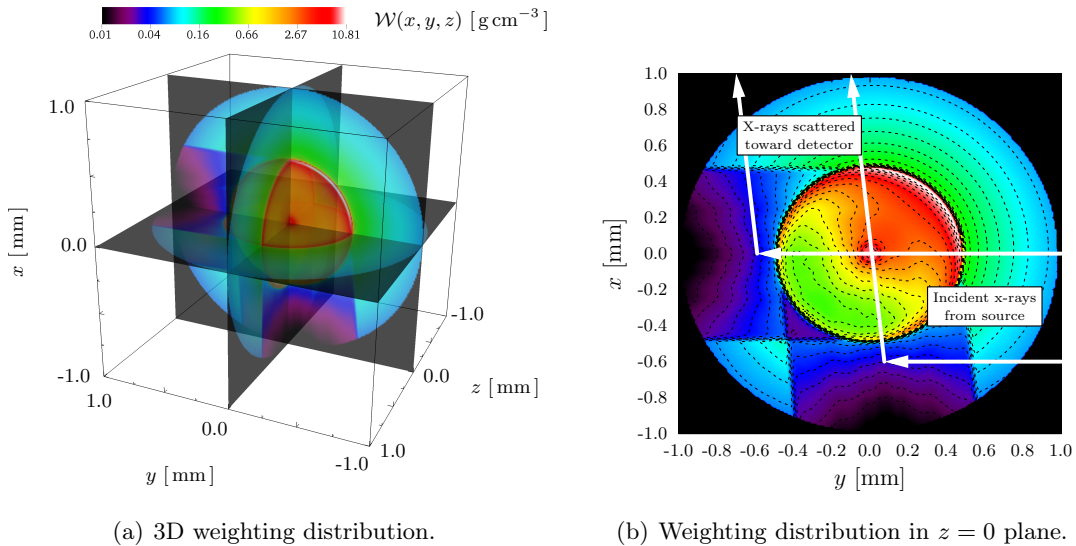 W(x, y, z) [ g cm⁻³ ]
0.01 0.04 0.16 0.66 2.67 10.81
1.0
0.0
-1.0
x [ mm ]
1.0
0.0
-1.0
y [ mm ]
-1.0
0.0
1.0
z [ mm ]
(a) 3D weighting distribution.
1.0
0.8
0.6
0.4
0.2
0.0
-0.2
-0.4
-0.6
-0.8
-1.0
x [mm]
X-rays scattered
toward detector
Incident x-rays
from source
-1.0 -0.8 -0.6 -0.4 -0.2 0.0 0.2 0.4 0.6 0.8 1.0
y [mm]
(b) Weighting distribution in z = 0 plane.